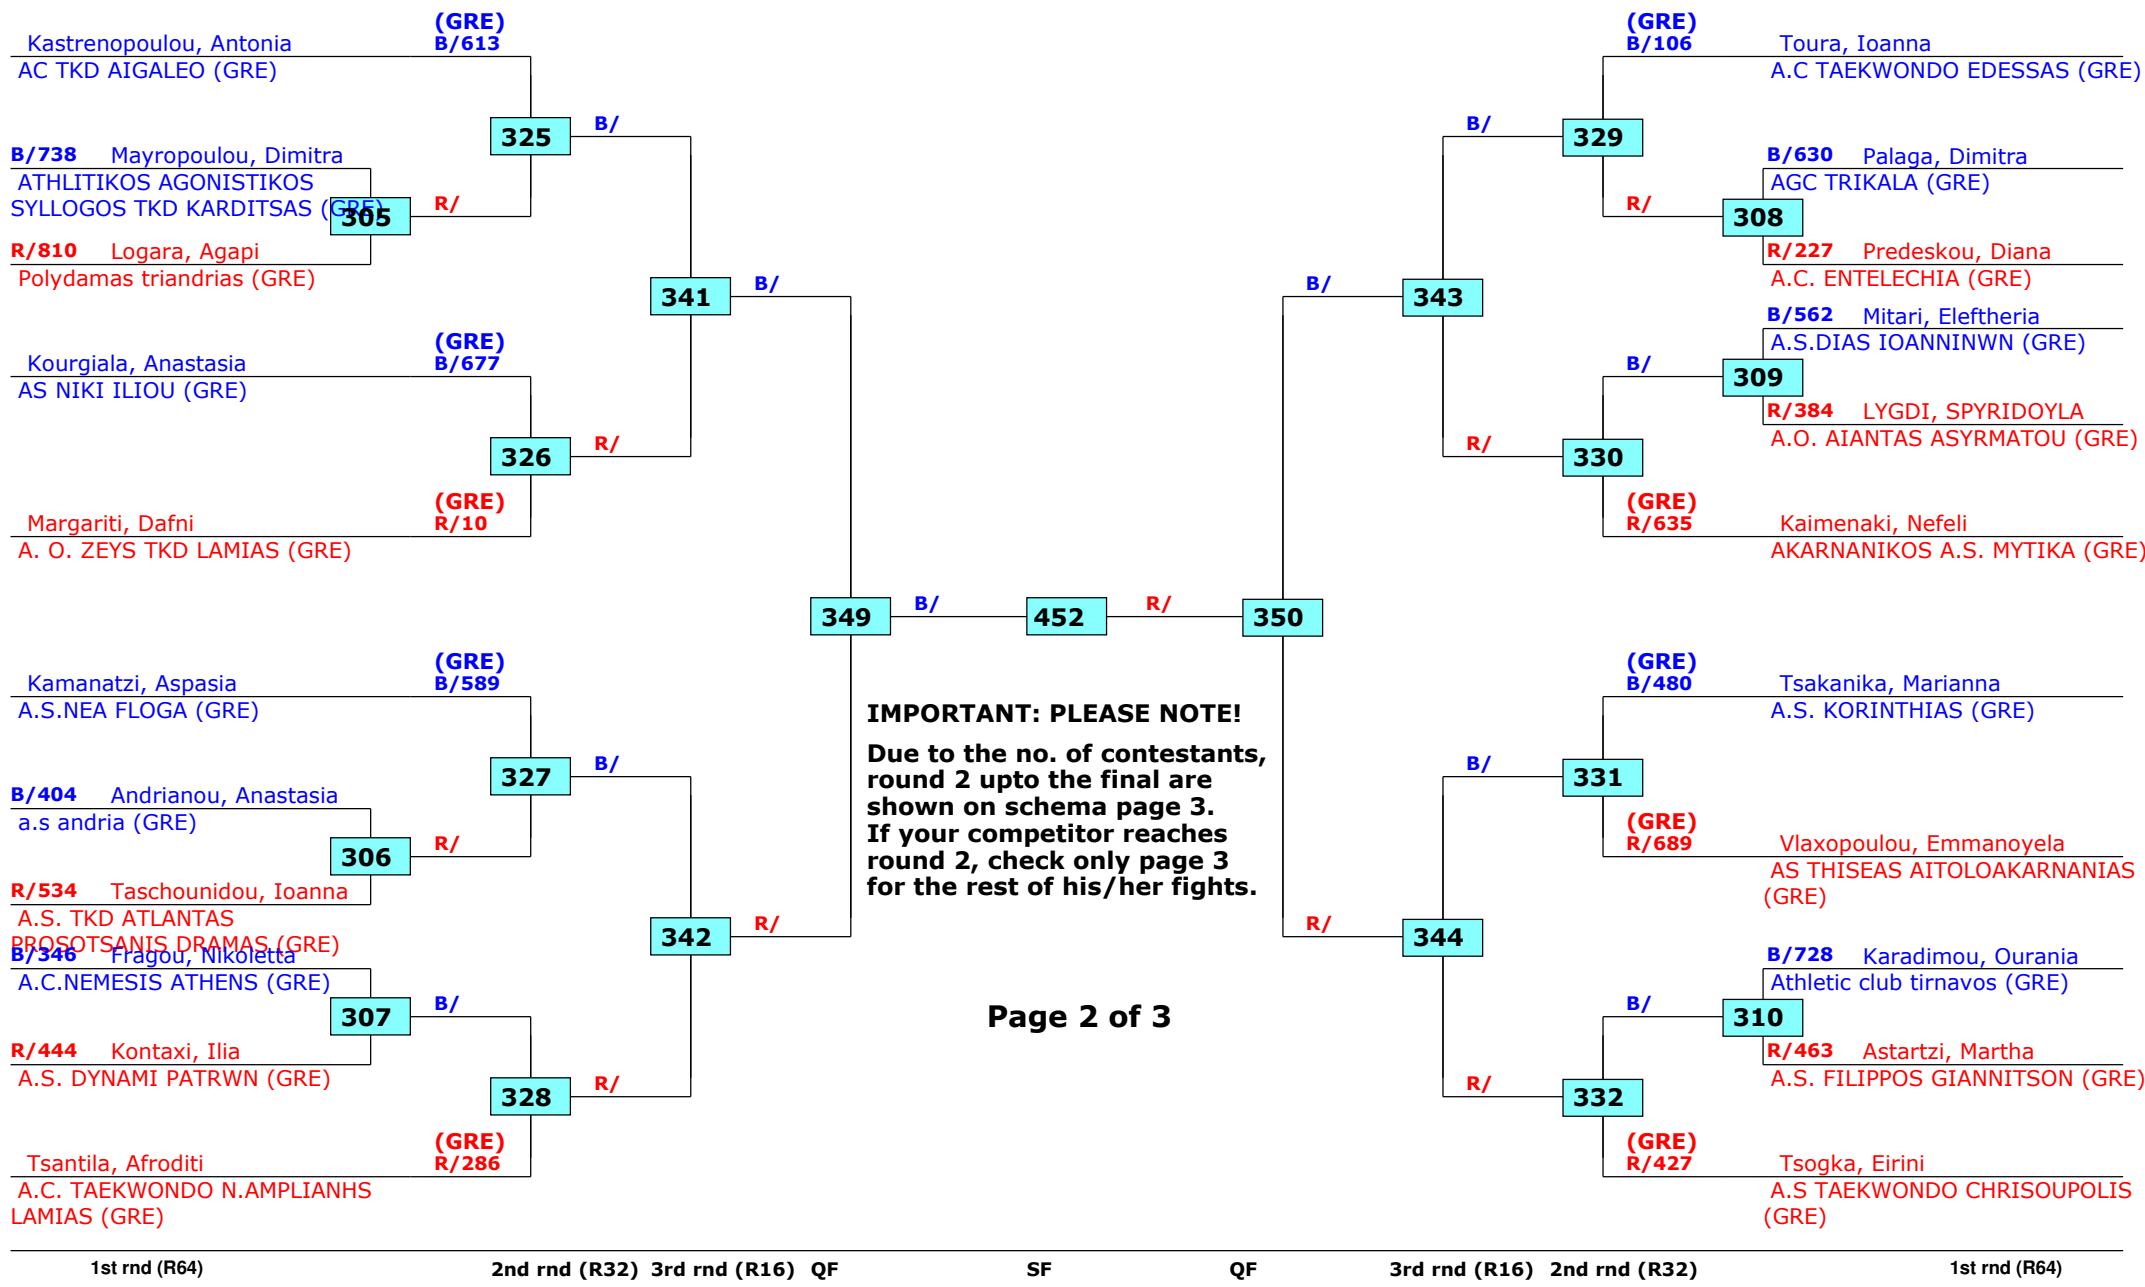 (GRE)
Kastrenopoulou, Antonia B/613
AC TKD AIGALEO (GRE)
325
B/
B/738 Mayropoulou, Dimitra
ATHLITIKOS AGONISTIKOS
SYLLOGOS TKD KARDITSAS (GRE)
305
R/
R/810 Logara, Agapi
Polydamas triandrias (GRE)
341
B/
(GRE)
Kourgiala, Anastasia B/677
AS NIKI ILIOU (GRE)
326
R/
(GRE)
Margariti, Dafni R/10
A. O. ZEYS TKD LAMIAS (GRE)
349
B/
452
R/
350
(GRE)
Kamanatzi, Aspasia B/589
A.S.NEA FLOGA (GRE)
327
B/
B/404 Andrianou, Anastasia
a.s andria (GRE)
306
R/
R/534 Taschounidou, Ioanna
A.S. TKD ATLANTAS
PROSOTSANIS DRAMAS (GRE)
342
R/
B/346 Fragou, Nikoletta
A.C.NEMESIS ATHENS (GRE)
307
B/
R/444 Kontaxi, Ilia
A.S. DYNAMI PATRWN (GRE)
328
R/
(GRE)
Tsantila, Afroditi R/286
A.C. TAEKWONDO N.AMPLIANHS
LAMIAS (GRE)
IMPORTANT: PLEASE NOTE!
Due to the no. of contestants,
round 2 upto the final are
shown on schema page 3.
If your competitor reaches
round 2, check only page 3
for the rest of his/her fights.
Page 2 of 3
(GRE)
B/106 Toura, Ioanna
A.C TAEKWONDO EDESSAS (GRE)
B/
329
B/630 Palaga, Dimitra
AGC TRIKALA (GRE)
R/
308
R/227 Predeskou, Diana
A.C. ENTELECHIA (GRE)
B/
343
B/562 Mitari, Eleftheria
A.S.DIAS IOANNINWN (GRE)
B/
309
R/384 LYGDI, SPYRIDOYLA
A.O. AIANTAS ASYRMATOU (GRE)
R/
330
(GRE)
R/635 Kaimenaki, Nefeli
AKARNANIKOS A.S. MYTIKA (GRE)
(GRE)
B/480 Tsakanika, Marianna
A.S. KORINTHIAS (GRE)
B/
331
(GRE)
R/689 Vlaxopoulou, Emmanoyela
AS THISEAS AITOLOAKARNANIAS
(GRE)
R/
344
B/728 Karadimou, Ourania
Athletic club tirnavos (GRE)
B/
310
R/463 Astartzi, Martha
A.S. FILIPPOS GIANNITSON (GRE)
R/
332
(GRE)
R/427 Tsogka, Eirini
A.S TAEKWONDO CHRISOUPOLIS
(GRE)
1st rnd (R64) 2nd rnd (R32) 3rd rnd (R16) QF SF QF 3rd rnd (R16) 2nd rnd (R32) 1st rnd (R64)